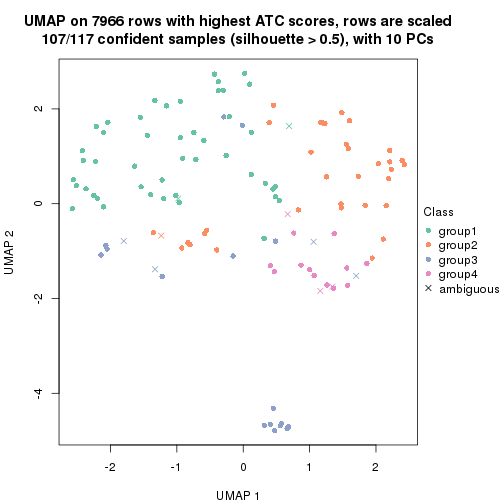 UMAP on 7966 rows with highest ATC scores, rows are scaled
107/117 confident samples (silhouette > 0.5), with 10 PCs
2
0
-2
-4
UMAP 2
-2
-1
0
1
2
UMAP 1
Class
group1
group2
group3
group4
ambiguous